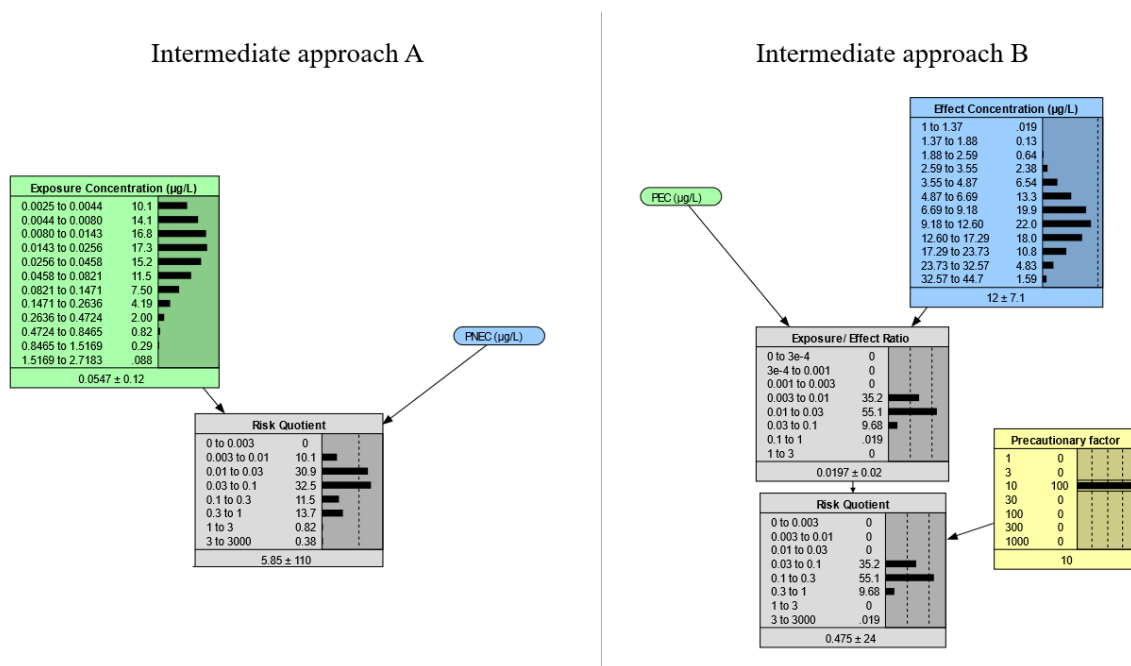 Intermediate approach A
Exposure Concentration (µg/L)
0.0025 to 0.0044 10.1
0.0044 to 0.0080 14.1
0.0080 to 0.0143 16.8
0.0143 to 0.0256 17.3
0.0256 to 0.0458 15.2
0.0458 to 0.0821 11.5
0.0821 to 0.1471 7.50
0.1471 to 0.2636 4.19
0.2636 to 0.4724 2.00
0.4724 to 0.8465 0.82
0.8465 to 1.5169 0.29
1.5169 to 2.7183 .088
0.0547 ± 0.12
PNEC (µg/L)
Risk Quotient
0 to 0.003 0
0.003 to 0.01 10.1
0.01 to 0.03 30.9
0.03 to 0.1 32.5
0.1 to 0.3 11.5
0.3 to 1 13.7
1 to 3 0.82
3 to 3000 0.38
5.85 ± 110
Intermediate approach B
Effect Concentration (µg/L)
1 to 1.37 .019
1.37 to 1.88 0.13
1.88 to 2.59 0.64
2.59 to 3.55 2.38
3.55 to 4.87 6.54
4.87 to 6.69 13.3
6.69 to 9.18 19.9
9.18 to 12.60 22.0
12.60 to 17.29 18.0
17.29 to 23.73 10.8
23.73 to 32.57 4.83
32.57 to 44.7 1.59
12 ± 7.1
PEC (µg/L)
Exposure/ Effect Ratio
0 to 3e-4 0
3e-4 to 0.001 0
0.001 to 0.003 0
0.003 to 0.01 35.2
0.01 to 0.03 55.1
0.03 to 0.1 9.68
0.1 to 1 .019
1 to 3 0
0.0197 ± 0.02
Precautionary factor
1 0
3 0
10 100
30 0
100 0
300 0
1000 0
10
Risk Quotient
0 to 0.003 0
0.003 to 0.01 0
0.01 to 0.03 0
0.03 to 0.1 35.2
0.1 to 0.3 55.1
0.3 to 1 9.68
1 to 3 0
3 to 3000 .019
0.475 ± 24